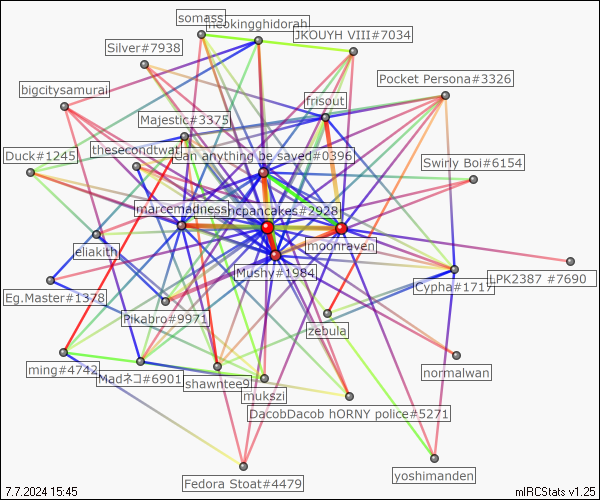 somass
neokingghidorah
JKOUYH VIII#7034
Silver#7938
Pocket Persona#3326
bigcitysamurai
frisout
Majestic#3375
Duck#1245
thesecondtwat
an anything be saved#0396
Swirly Boi#6154
marcemadness
ncpancakes#2928
moonraven
eliakith
Mushy#1984
Cypha#1717
LPK2387 #7690
Eg.Master#1378
Pikabro#9971
zebula
ming#4742
Madネコ#6901
shawntee9
mukszi
normalwan
DacobDacob hORNY police#5271
Fedora Stoat#4479
yoshimanden
7.7.2024 15:45
mIRCStats v1.25